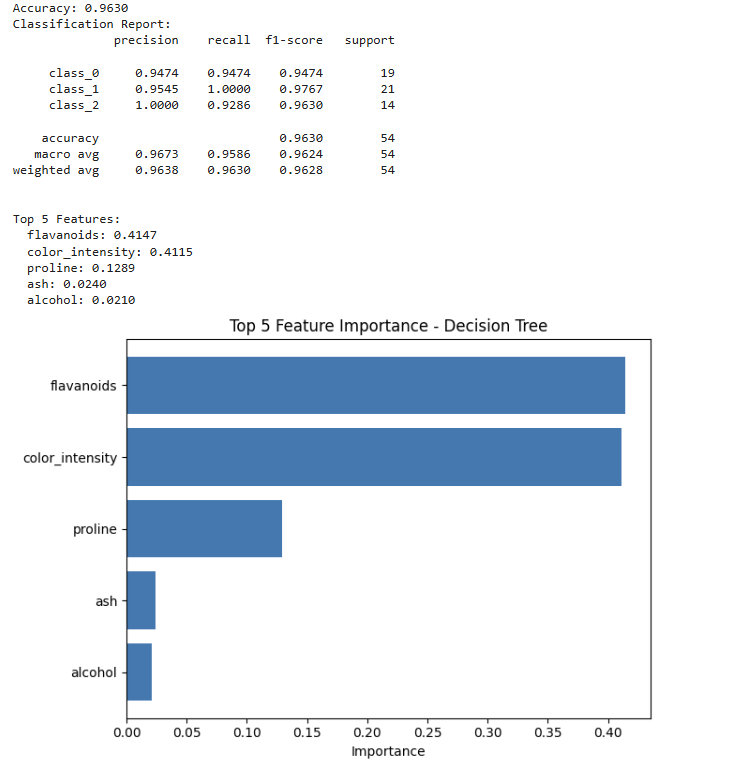 Accuracy: 0.9630
Classification Report:
precision recall f1-score support
class_0 0.9474 0.9474 0.9474 19
class_1 0.9545 1.0000 0.9767 21
class_2 1.0000 0.9286 0.9630 14
accuracy 0.9630 54
macro avg 0.9673 0.9586 0.9624 54
weighted avg 0.9638 0.9630 0.9628 54
Top 5 Features:
flavanoids: 0.4147
color_intensity: 0.4115
proline: 0.1289
ash: 0.0240
alcohol: 0.0210
Top 5 Feature Importance - Decision Tree
flavanoids
color_intensity
proline
ash
alcohol
0.00 0.05 0.10 0.15 0.20 0.25 0.30 0.35 0.40
Importance